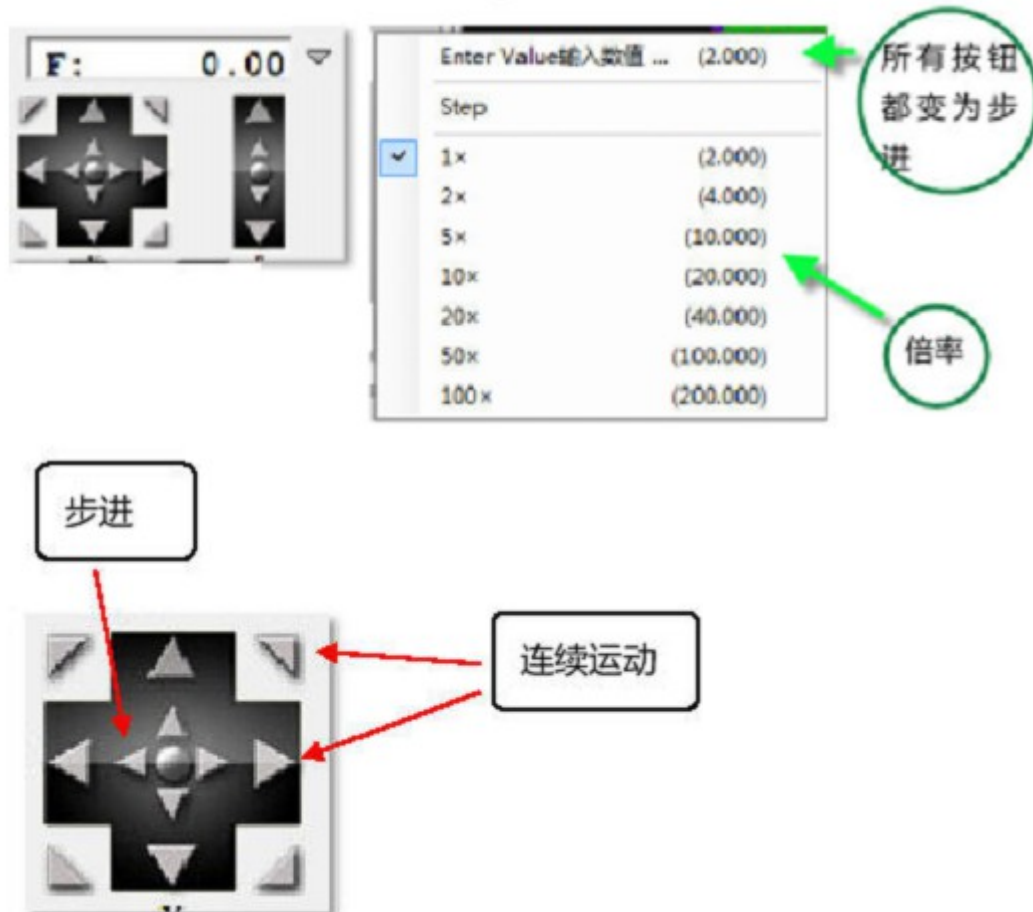 F: 0.00
Enter Value输入数值 ... (2.000)
Step
1× (2.000)
2× (4.000)
5× (10.000)
10× (20.000)
20× (40.000)
50× (100.000)
100× (200.000)
所有按钮
都变为步
进
倍率
步进
连续运动